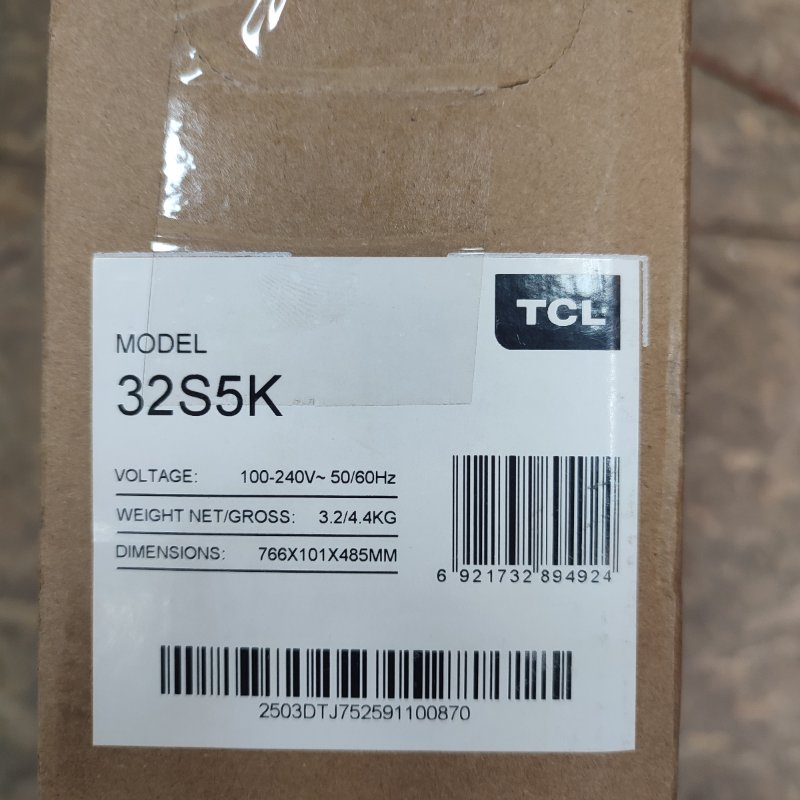 TCL
MODEL
32S5K
VOLTAGE: 100-240V~ 50/60Hz
WEIGHT NET/GROSS: 3.2/4.4KG
DIMENSIONS: 766X101X485MM
6 921732 894924
2503DTJ752591100870